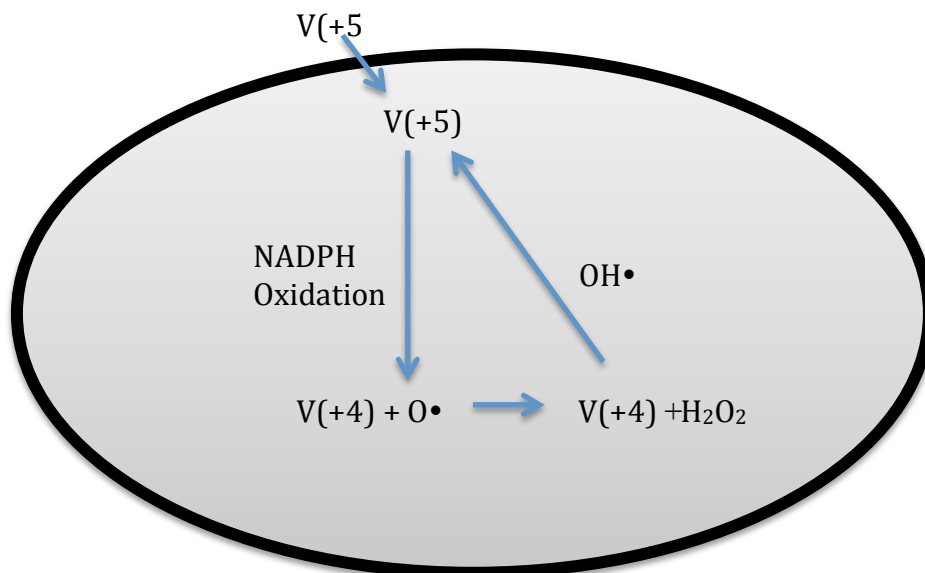 V(+5
V(+5)
NADPH
Oxidation
OH•
V(+4) + O•
V(+4) +H₂O₂